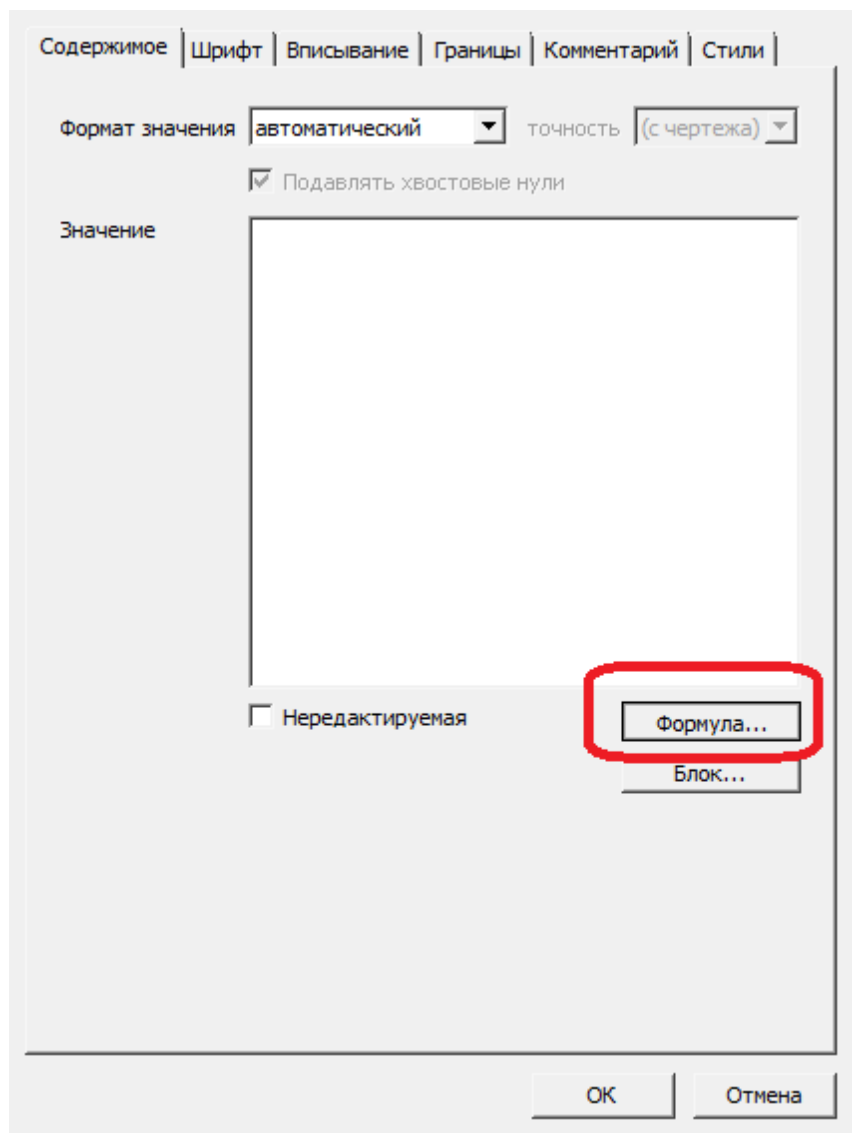 Содержимое Шрифт Вписывание Границы Комментарий Стили
Формат значения автоматический точность (с чертежа)
Подавлять хвостовые нули
Значение
Нередактируемая Формула...
Блок...
ОК Отмена